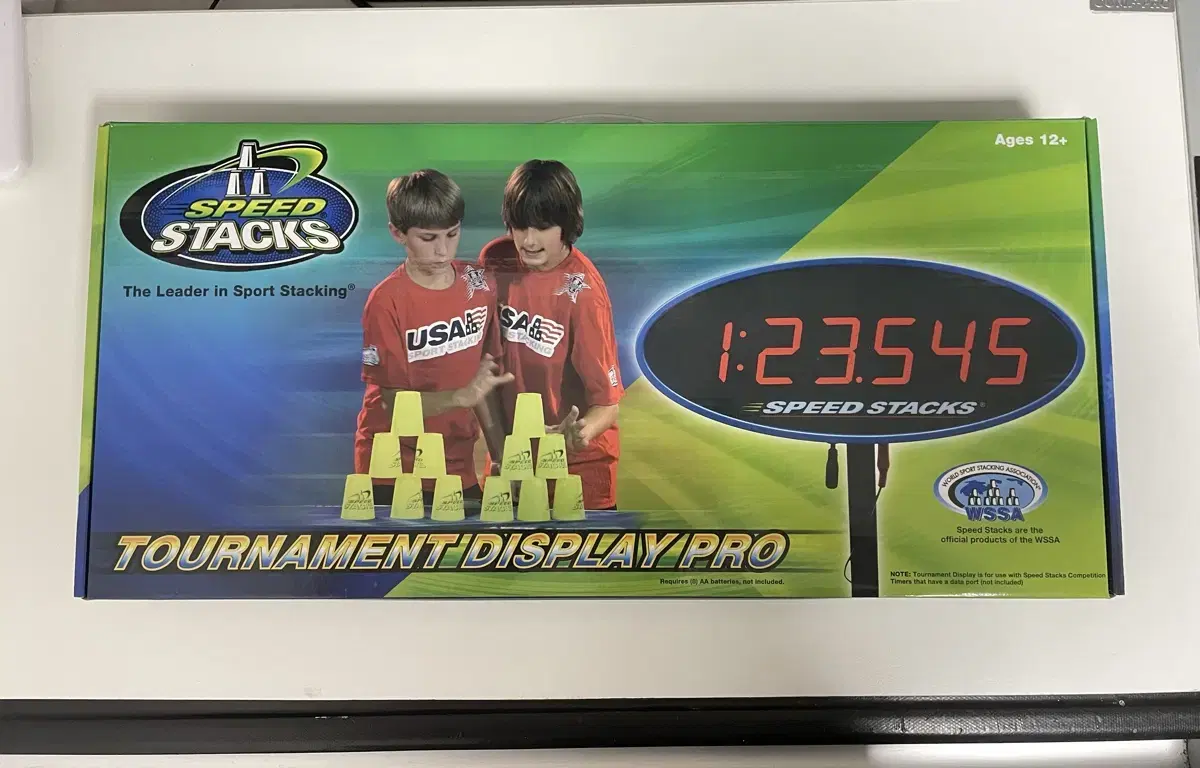 Ages 12+
SPEED
STACKS
The Leader in Sport Stacking®
USA
SPORT STACKING
SA
STACKING
1:23.545
SPEED STACKS®
WORLD SPORT STACKING ASSOCIATION®
WSSA
Speed Stacks are the
official products of the WSSA
TOURNAMENT DISPLAY PRO
Requires (8) AA batteries, not included.
NOTE: Tournament Display is for use with Speed Stacks Competition
Timers that have a data port (not included)